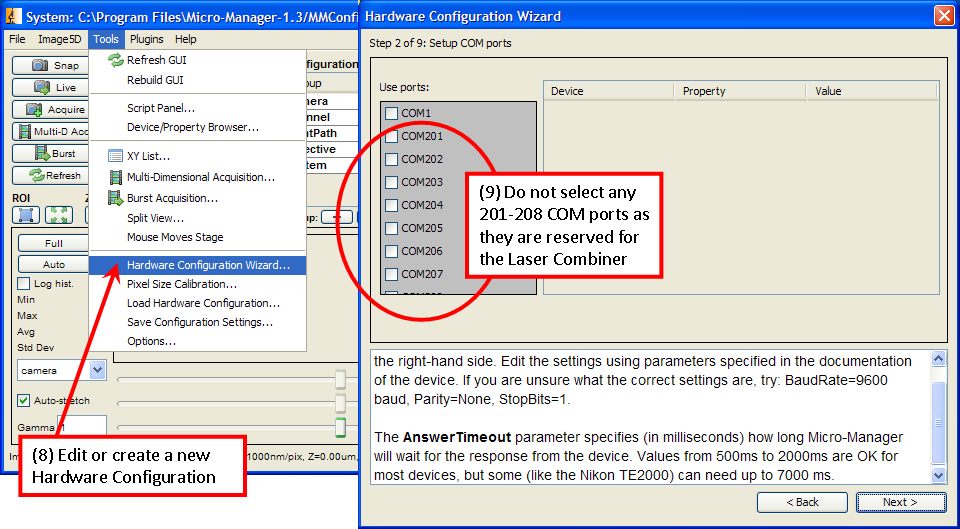 System: C:\Program Files\Micro-Manager-1.3/MMConfi
File Image5D Tools Plugins Help
Snap
Live
Acquire
Multi-D Acq
Burst
Refresh
ROI
Full
Auto
Log hist.
Min
Max
Avg
Std Dev
camera
Auto-stretch
Gamma 1
1000nm/pix, Z=0.00um,
Refresh GUI
Rebuild GUI
Script Panel...
Device/Property Browser...
XY List...
Multi-Dimensional Acquisition...
Burst Acquisition...
Split View...
Mouse Moves Stage
Hardware Configuration Wizard...
Pixel Size Calibration...
Load Hardware Configuration...
Save Configuration Settings...
Options...
(8) Edit or create a new
Hardware Configuration
Hardware Configuration Wizard
Step 2 of 9: Setup COM ports
Use ports:
COM1
COM201
COM202
COM203
COM204
COM205
COM206
COM207
Device Property Value
(9) Do not select any
201-208 COM ports as
they are reserved for
the Laser Combiner
the right-hand side. Edit the settings using parameters specified in the documentation
of the device. If you are unsure what the correct settings are, try: BaudRate=9600
baud, Parity=None, StopBits=1.
The AnswerTimeout parameter specifies (in milliseconds) how long Micro-Manager
will wait for the response from the device. Values from 500ms to 2000ms are OK for
most devices, but some (like the Nikon TE2000) can need up to 7000 ms.
< Back
Next >